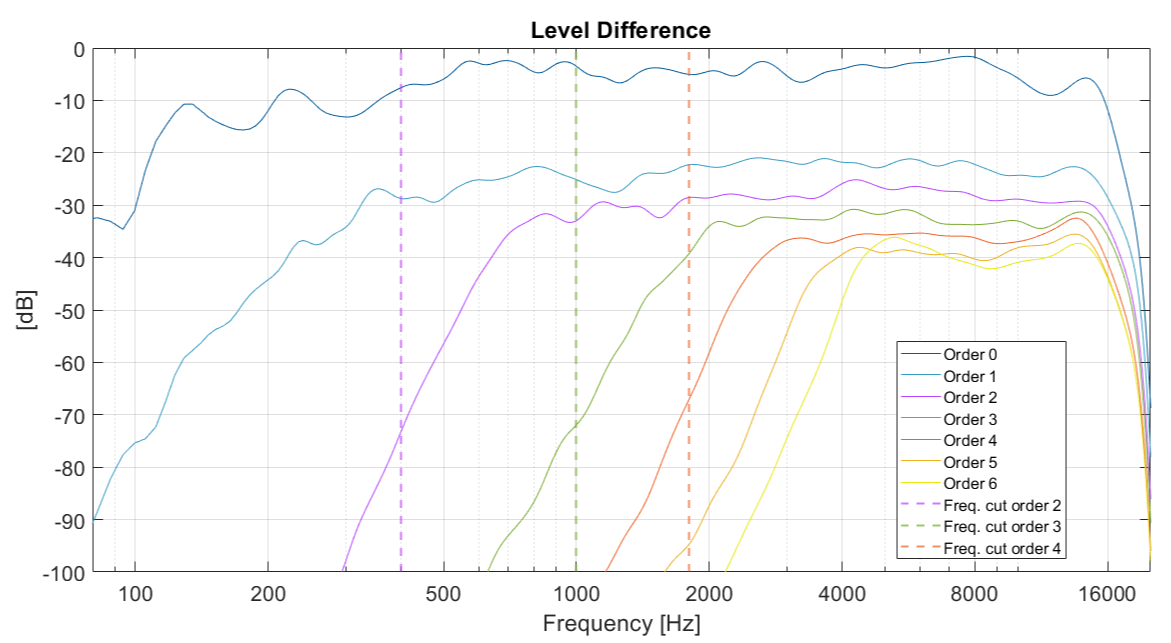 Level Difference
0
-10
-20
-30
-40
-50
-60
-70
-80
-90
-100
[dB]
100
200
500
1000
2000
4000
8000
16000
Frequency [Hz]
Order 0
Order 1
Order 2
Order 3
Order 4
Order 5
Order 6
Freq. cut order 2
Freq. cut order 3
Freq. cut order 4